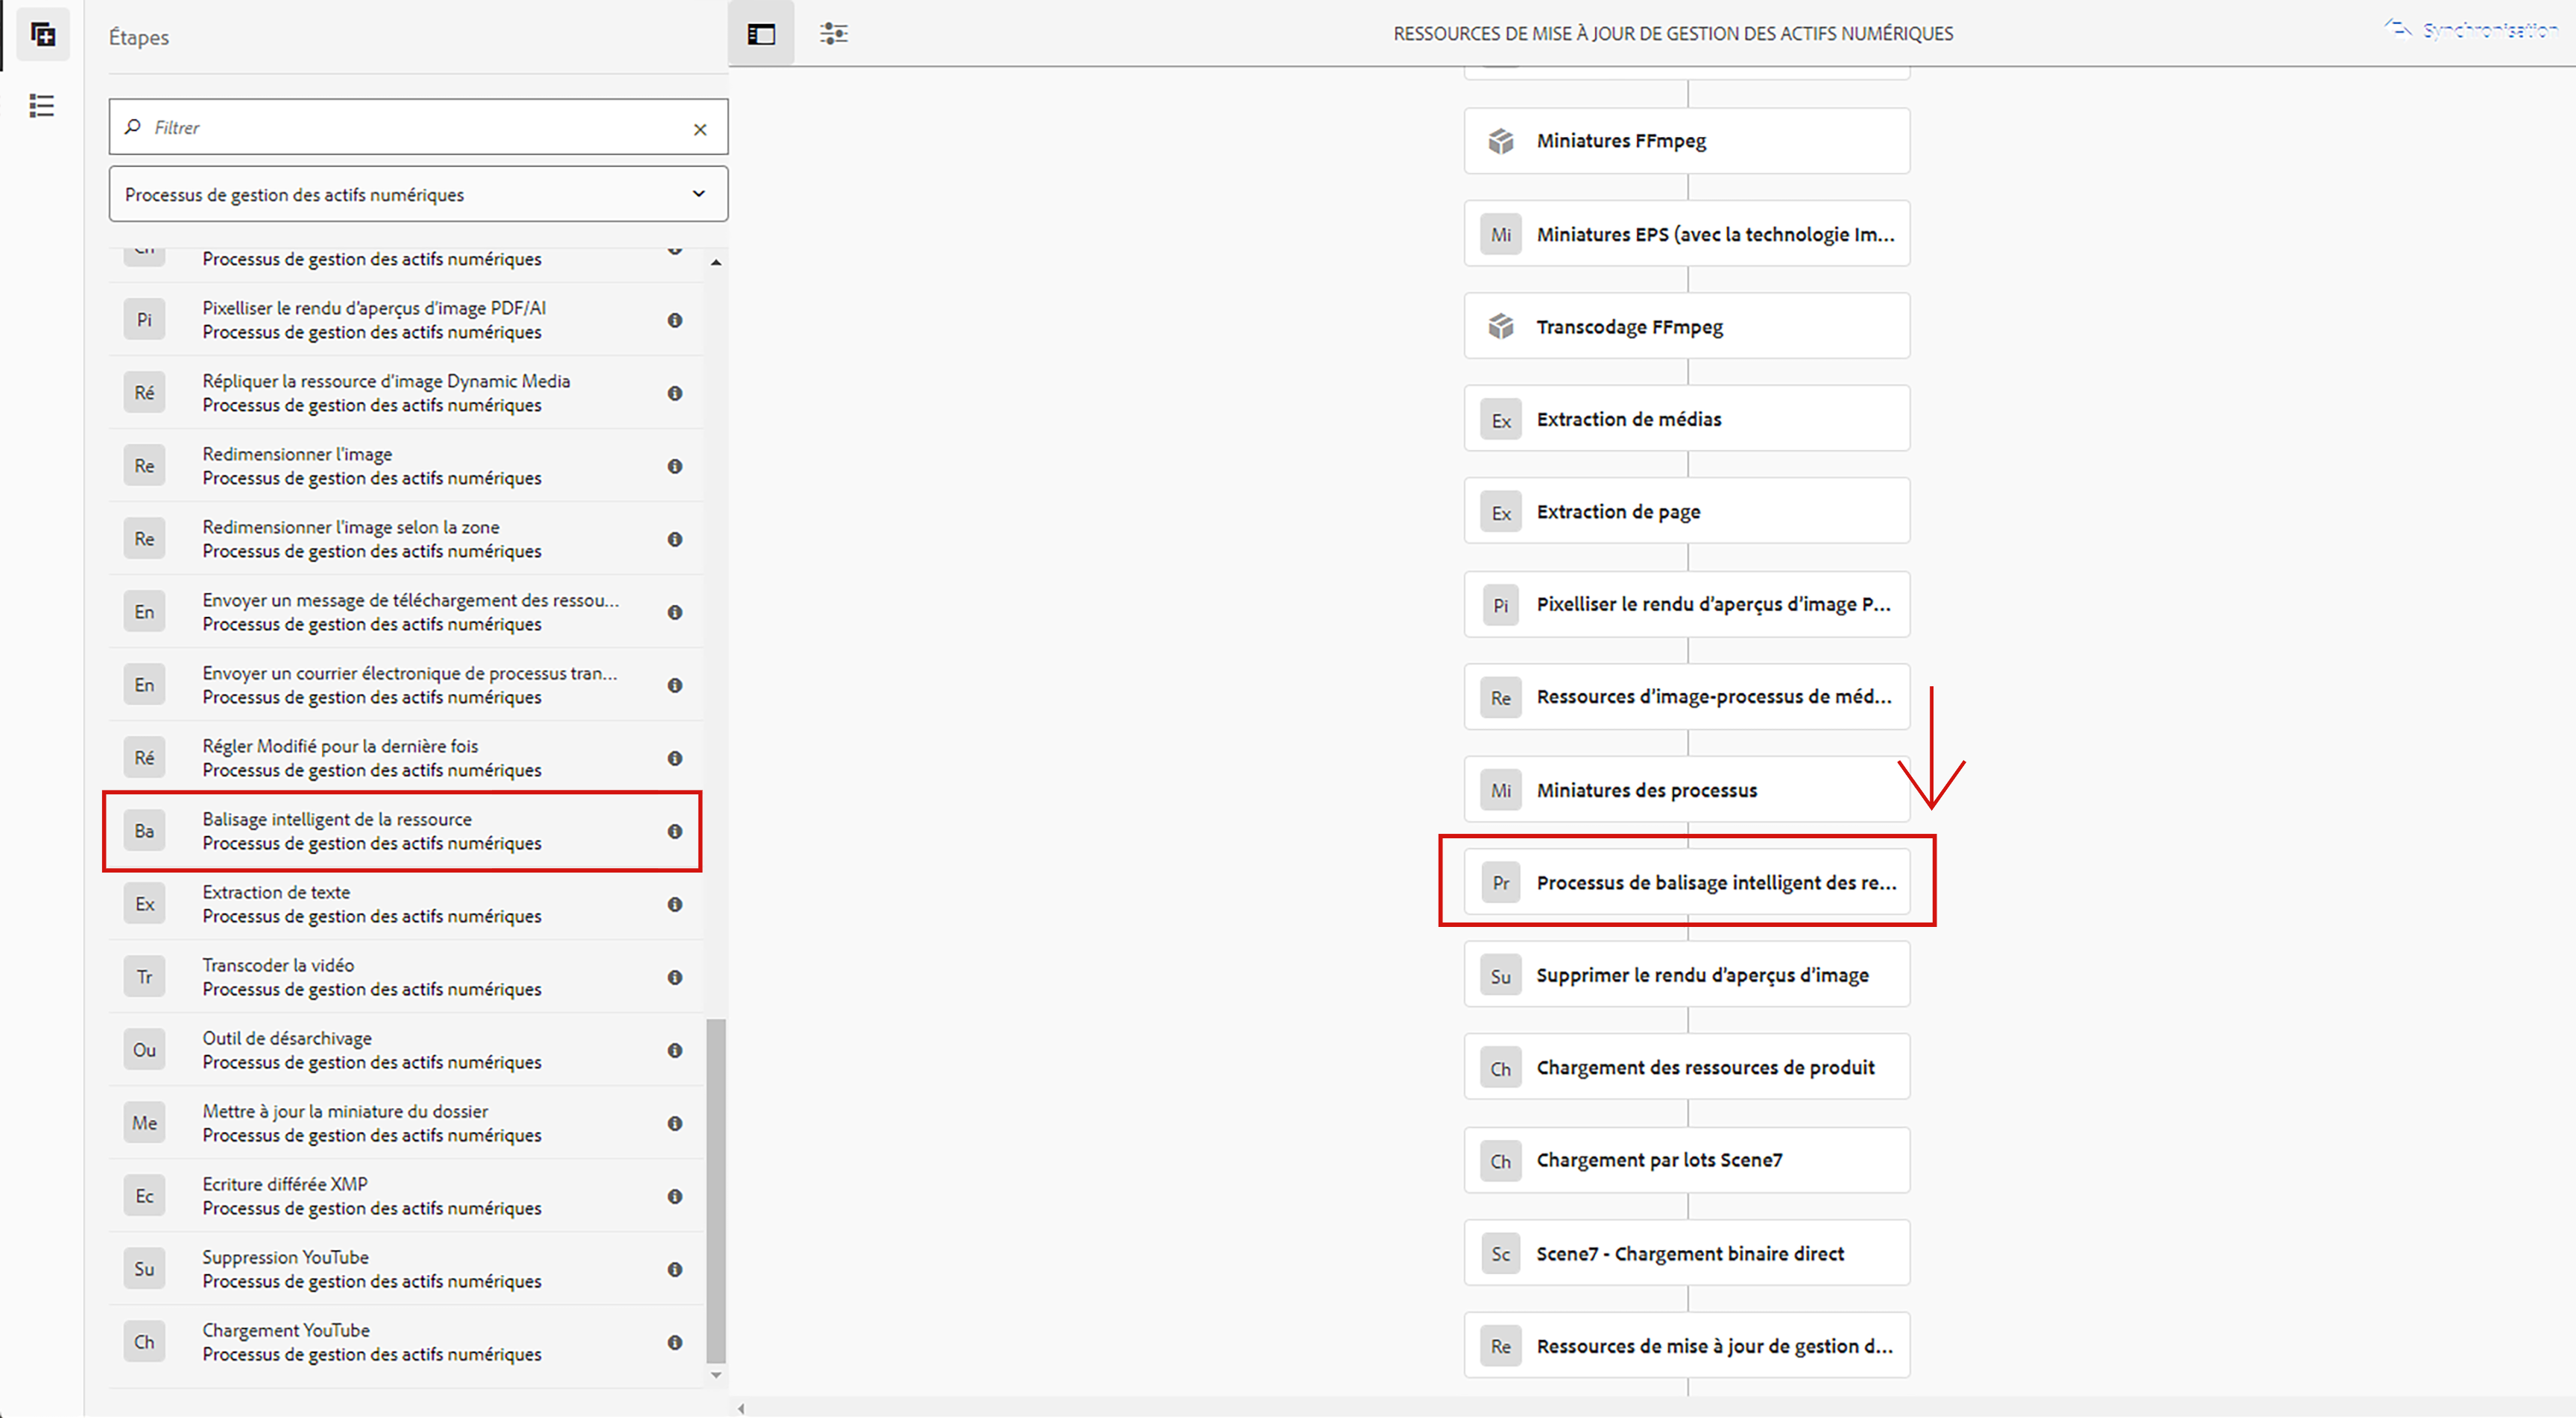 Étapes
RESSOURCES DE MISE À JOUR DE GESTION DES ACTIFS NUMÉRIQUES
Synchronisation
Filtrer
Processus de gestion des actifs numériques
Processus de gestion des actifs numériques
Pi
Pixelliser le rendu d'aperçus d'image PDF/AI
Processus de gestion des actifs numériques
Ré
Répliquer la ressource d'image Dynamic Media
Processus de gestion des actifs numériques
Re
Redimensionner l'image
Processus de gestion des actifs numériques
Re
Redimensionner l'image selon la zone
Processus de gestion des actifs numériques
En
Envoyer un message de téléchargement des ressou...
Processus de gestion des actifs numériques
En
Envoyer un courrier électronique de processus tran...
Processus de gestion des actifs numériques
Ré
Régler Modifié pour la dernière fois
Processus de gestion des actifs numériques
Ba
Balisage intelligent de la ressource
Processus de gestion des actifs numériques
Ex
Extraction de texte
Processus de gestion des actifs numériques
Tr
Transcoder la vidéo
Processus de gestion des actifs numériques
Ou
Outil de désarchivage
Processus de gestion des actifs numériques
Me
Mettre à jour la miniature du dossier
Processus de gestion des actifs numériques
Ec
Ecriture différée XMP
Processus de gestion des actifs numériques
Su
Suppression YouTube
Processus de gestion des actifs numériques
Ch
Chargement YouTube
Processus de gestion des actifs numériques
Miniatures FFmpeg
Mi Miniatures EPS (avec la technologie Im...
Transcodage FFmpeg
Ex Extraction de médias
Ex Extraction de page
Pi Pixelliser le rendu d'aperçus d'image P...
Re Ressources d'image-processus de méd...
Mi Miniatures des processus
Pr Processus de balisage intelligent des re...
Su Supprimer le rendu d'aperçus d'image
Ch Chargement des ressources de produit
Ch Chargement par lots Scene7
Sc Scene7 - Chargement binaire direct
Re Ressources de mise à jour de gestion d...